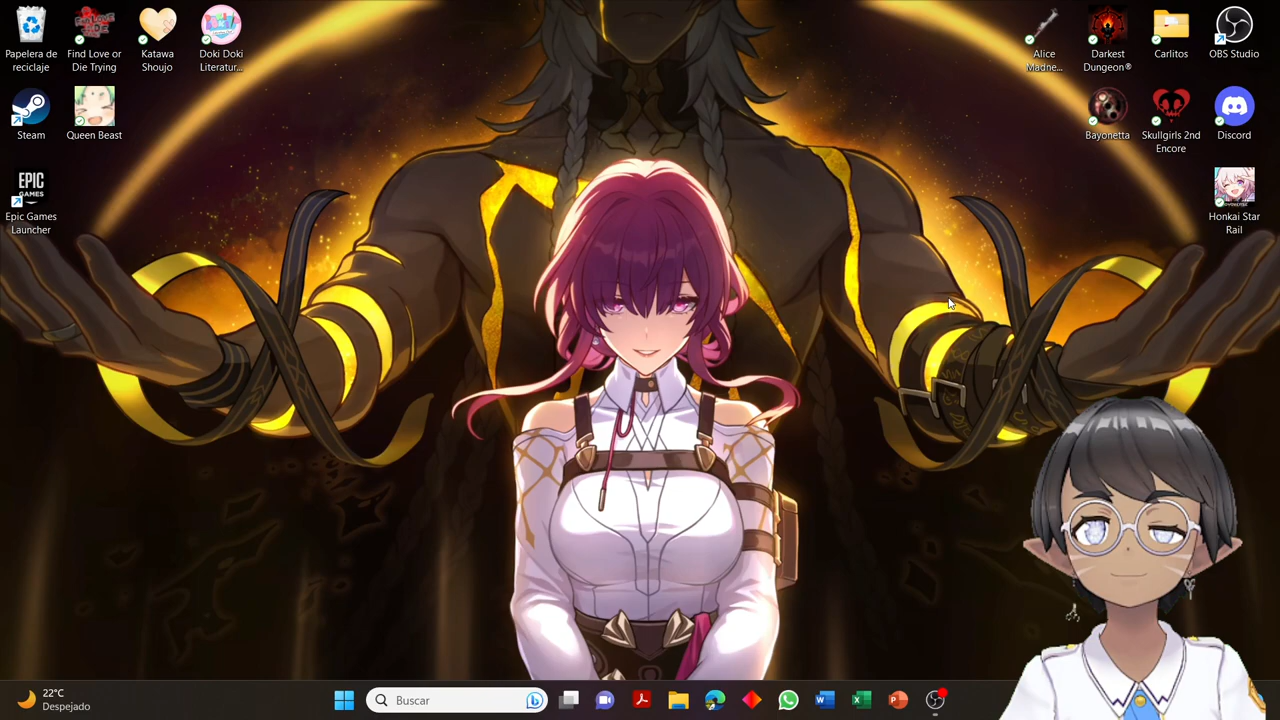 Papelera de
reciclaje
Find Love or
Die Trying
Katawa
Shoujo
Doki Doki
Literatur...
Alice
Madne...
Darkest
Dungeon®
Carlitos
OBS Studio
Steam
Queen Beast
Bayonetta
Skullgirls 2nd
Encore
Discord
EPIC
GAMES
Epic Games
Launcher
Honkai Star
Rail
22°C
Despejado
Buscar